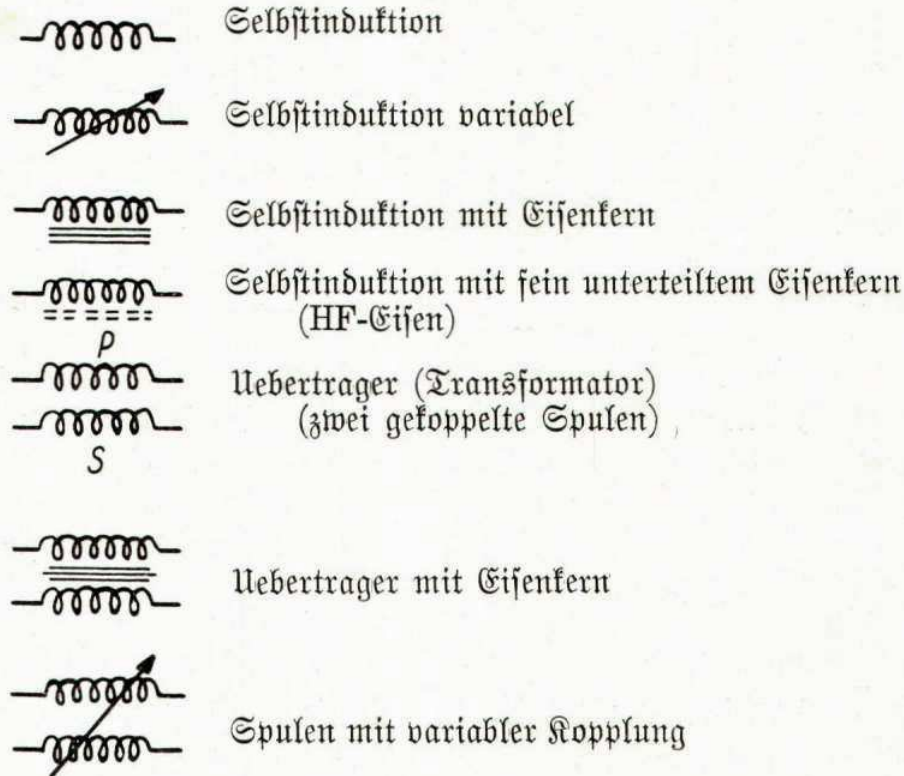 Selbstinduktion
Selbstinduktion variabel
Selbstinduktion mit Eisenkern
Selbstinduktion mit fein unterteiltem Eisenkern
(HF-Eisen)
P
Uebertrager (Transformator)
(zwei gekoppelte Spulen)
S
Uebertrager mit Eisenkern
Spulen mit variabler Kopplung